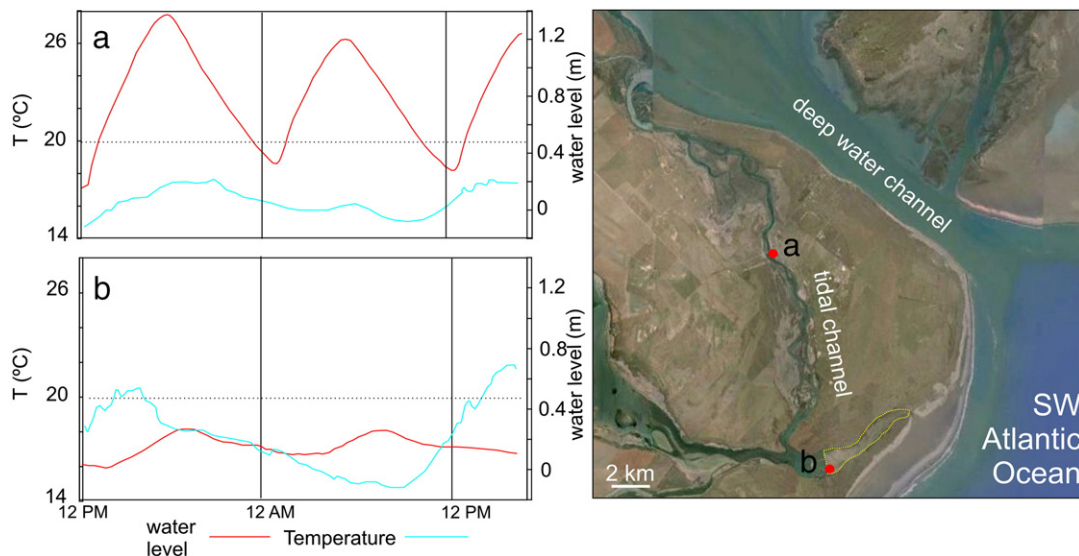 a
26
20
14
T (ºC)
1.2
0.8
0.4
0
water level (m)
b
26
20
14
T (ºC)
1.2
0.8
0.4
0
water level (m)
12 PM
12 AM
12 PM
water
level
Temperature
deep water channel
a
tidal channel
b
2 km
SW
Atlantic
Ocean